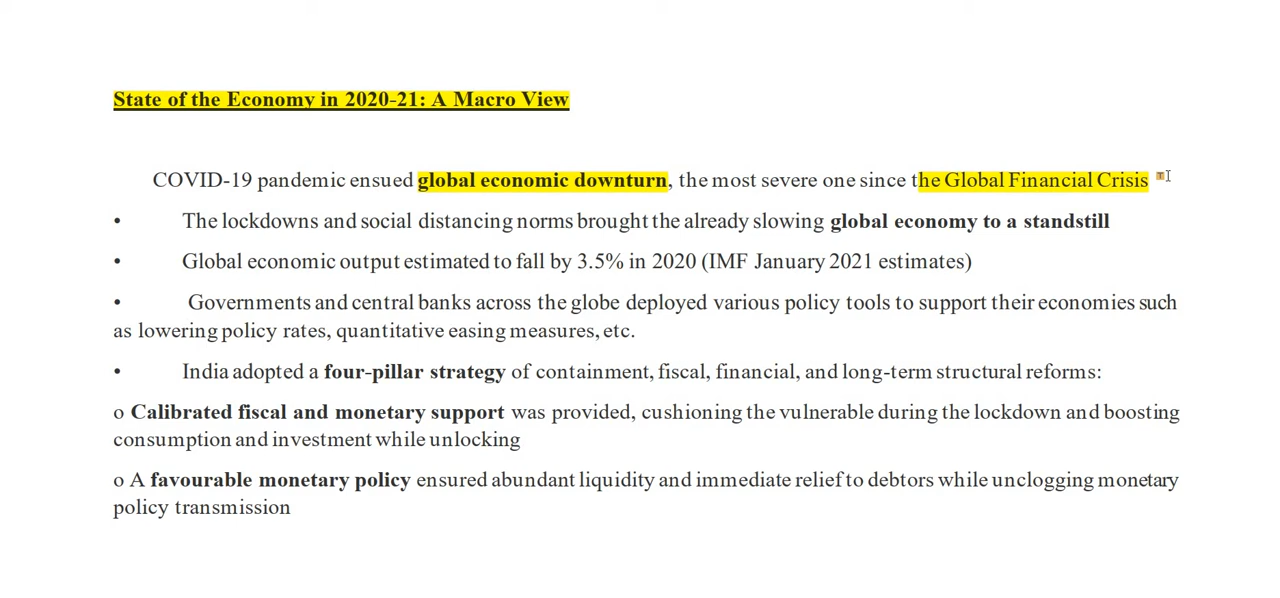 State of the Economy in 2020-21: A Macro View
COVID-19 pandemic ensued global economic downturn, the most severe one since the Global Financial Crisis
• The lockdowns and social distancing norms brought the already slowing global economy to a standstill
• Global economic output estimated to fall by 3.5% in 2020 (IMF January 2021 estimates)
• Governments and central banks across the globe deployed various policy tools to support their economies such
as lowering policy rates, quantitative easing measures, etc.
• India adopted a four-pillar strategy of containment, fiscal, financial, and long-term structural reforms:
o Calibrated fiscal and monetary support was provided, cushioning the vulnerable during the lockdown and boosting
consumption and investment while unlocking
o A favourable monetary policy ensured abundant liquidity and immediate relief to debtors while unclogging monetary
policy transmission